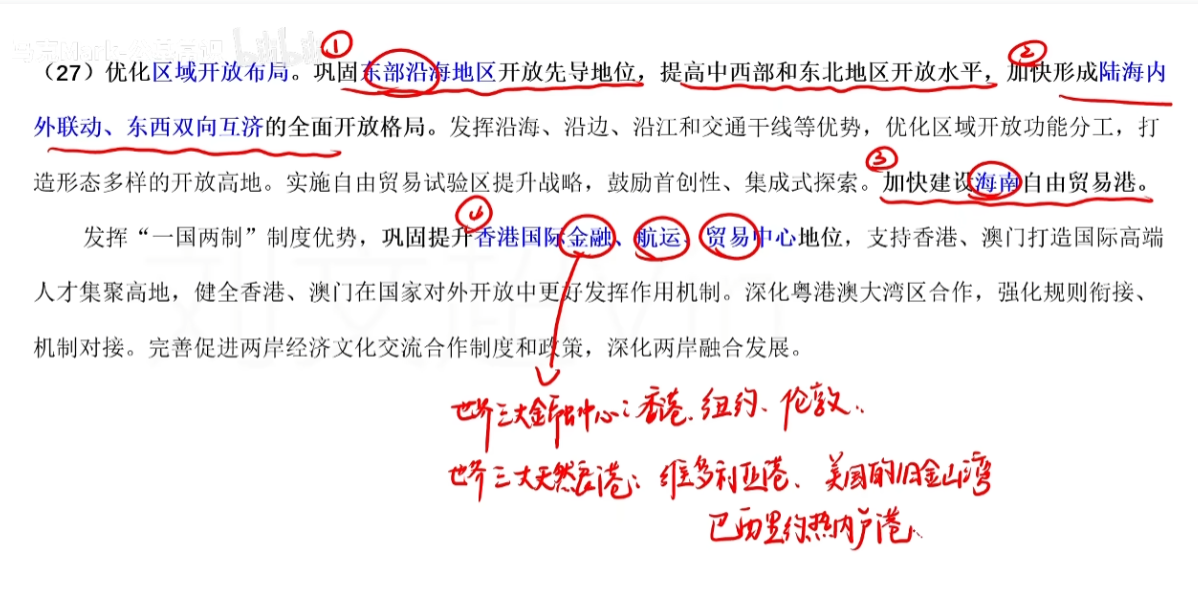 ①
②
（27）优化区域开放布局。巩固东部沿海地区开放先导地位，提高中西部和东北地区开放水平，加快形成陆海内
外联动、东西双向互济的全面开放格局。发挥沿海、沿边、沿江和交通干线等优势，优化区域开放功能分工，打
③
造形态多样的开放高地。实施自由贸易试验区提升战略，鼓励首创性、集成式探索。加快建设海南自由贸易港。
④
发挥“一国两制”制度优势，巩固提升香港国际金融、航运、贸易中心地位，支持香港、澳门打造国际高端
人才集聚高地，健全香港、澳门在国家对外开放中更好发挥作用机制。深化粤港澳大湾区合作，强化规则衔接、
机制对接。完善促进两岸经济文化交流合作制度和政策，深化两岸融合发展。
世界三大金融中心：香港、纽约、伦敦.
世界三大天然良港：维多利亚港、美国的旧金山湾
巴西里约热内卢港.